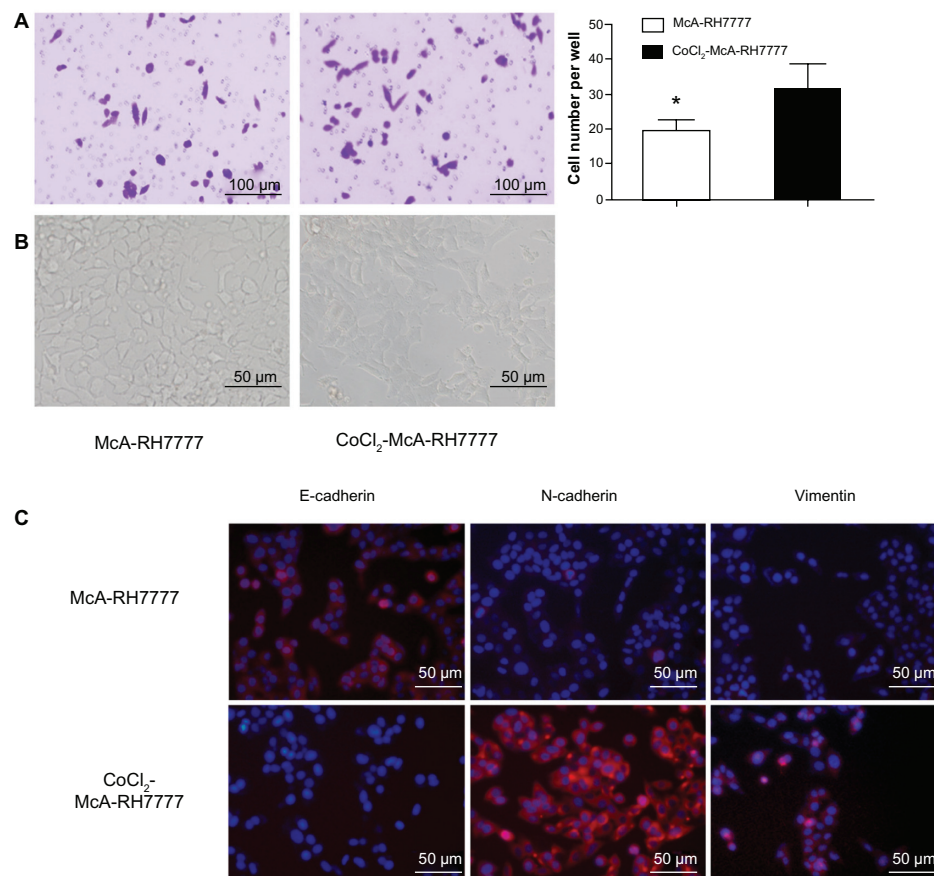 A
100 µm
100 µm
Cell number per well
50
40
30
20
10
0
McA-RH7777
CoCl₂-McA-RH7777
*
B
50 µm
50 µm
McA-RH7777
CoCl₂-McA-RH7777
C
E-cadherin
N-cadherin
Vimentin
McA-RH7777
50 µm
50 µm
50 µm
CoCl₂-
McA-RH7777
50 µm
50 µm
50 µm